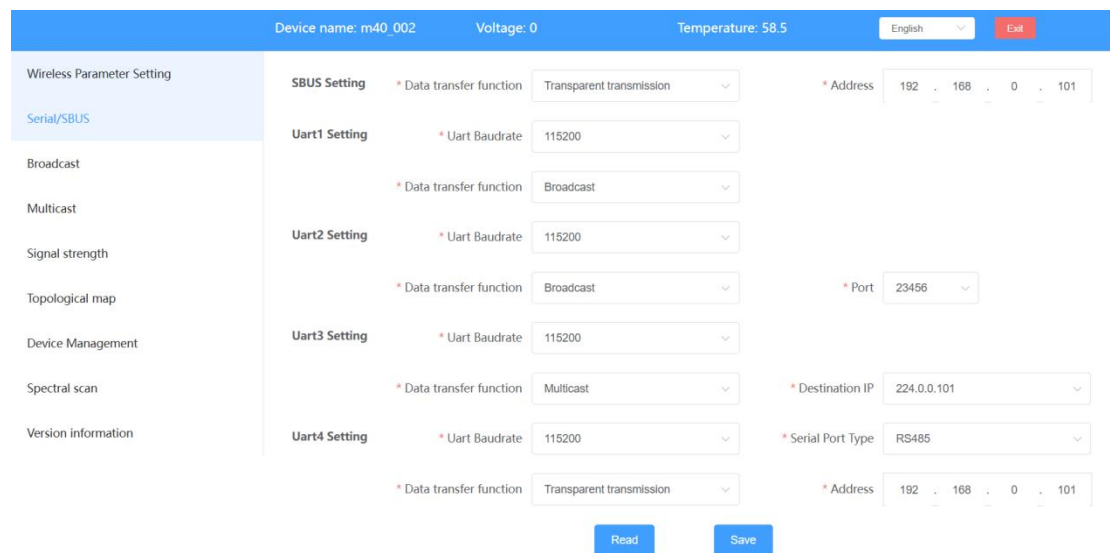 Device name: m40_002 Voltage: 0 Temperature: 58.5 English Exit
Wireless Parameter Setting
Serial/SBUS
Broadcast
Multicast
Signal strength
Topological map
Device Management
Spectral scan
Version information
SBUS Setting * Data transfer function Transparent transmission * Address 192 . 168 . 0 . 101
Uart1 Setting * Uart Baudrate 115200
* Data transfer function Broadcast
Uart2 Setting * Uart Baudrate 115200
* Data transfer function Broadcast * Port 23456
Uart3 Setting * Uart Baudrate 115200
* Data transfer function Multicast * Destination IP 224.0.0.101
Uart4 Setting * Uart Baudrate 115200 * Serial Port Type RS485
* Data transfer function Transparent transmission * Address 192 . 168 . 0 . 101
Read Save